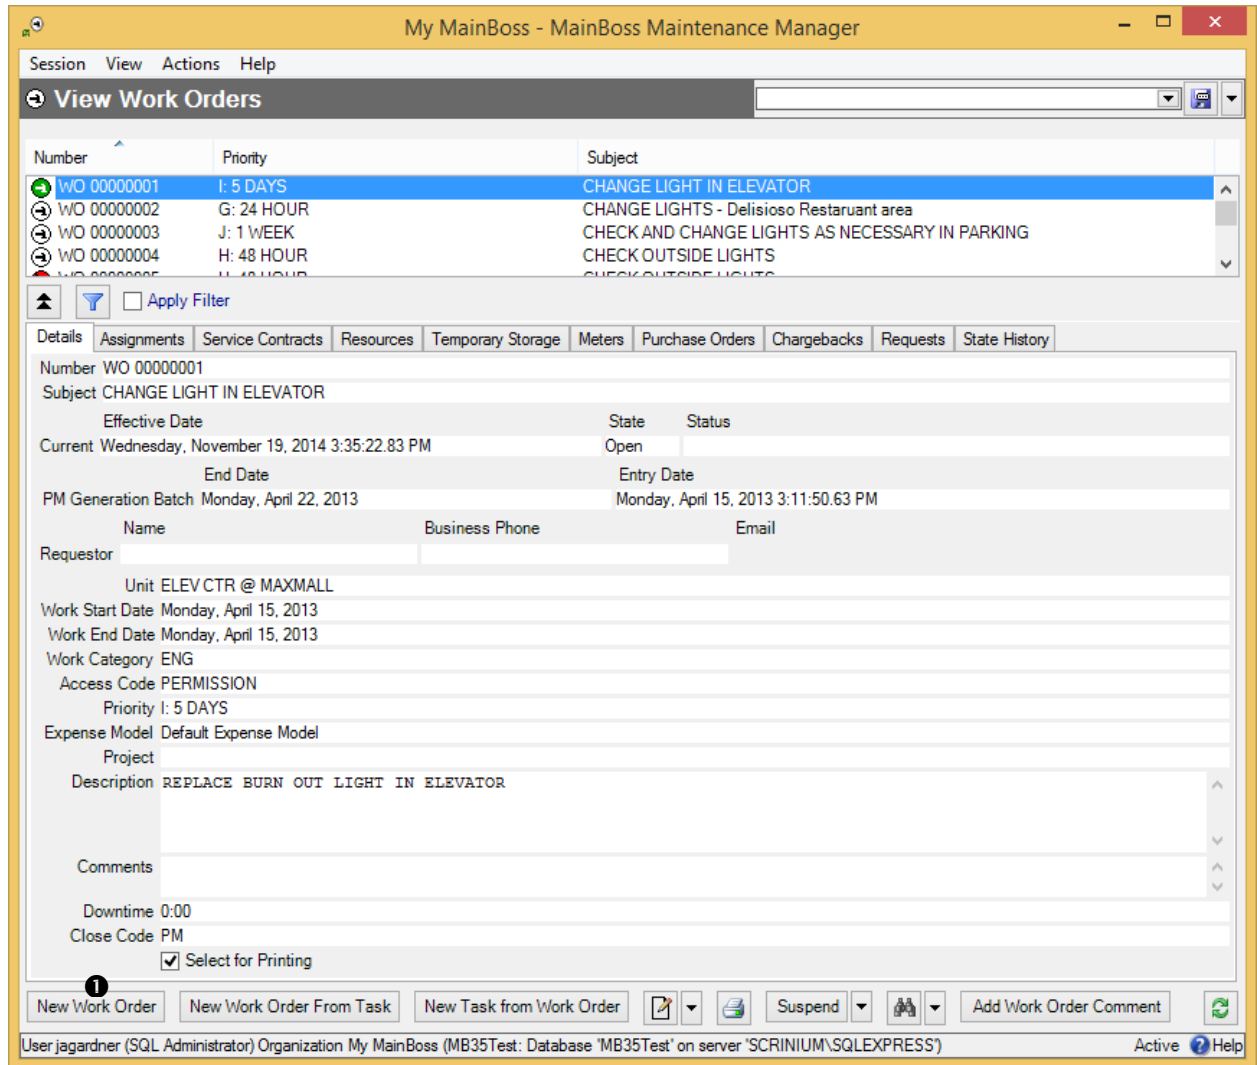 My MainBoss - MainBoss Maintenance Manager
Session View Actions Help
View Work Orders
Number Priority Subject
WO 00000001 I: 5 DAYS CHANGE LIGHT IN ELEVATOR
WO 00000002 G: 24 HOUR CHANGE LIGHTS - Delisioso Restaruant area
WO 00000003 J: 1 WEEK CHECK AND CHANGE LIGHTS AS NECESSARY IN PARKING
WO 00000004 H: 48 HOUR CHECK OUTSIDE LIGHTS
WO 00000005 H: 48 HOUR CHECK OUTSIDE LIGHTS
Apply Filter
Details Assignments Service Contracts Resources Temporary Storage Meters Purchase Orders Chargebacks Requests State History
Number WO 00000001
Subject CHANGE LIGHT IN ELEVATOR
Effective Date State Status
Current Wednesday, November 19, 2014 3:35:22.83 PM Open
End Date Entry Date
PM Generation Batch Monday, April 22, 2013 Monday, April 15, 2013 3:11:50.63 PM
Name Business Phone Email
Requestor
Unit ELEV CTR @ MAXMALL
Work Start Date Monday, April 15, 2013
Work End Date Monday, April 15, 2013
Work Category ENG
Access Code PERMISSION
Priority I: 5 DAYS
Expense Model Default Expense Model
Project
Description REPLACE BURN OUT LIGHT IN ELEVATOR
Comments
Downtime 0:00
Close Code PM
Select for Printing
❶
New Work Order New Work Order From Task New Task from Work Order Suspend Add Work Order Comment
User jagardner (SQL Administrator) Organization My MainBoss (MB35Test: Database 'MB35Test' on server 'SCRINIUM\SQLEXPRESS') Active Help